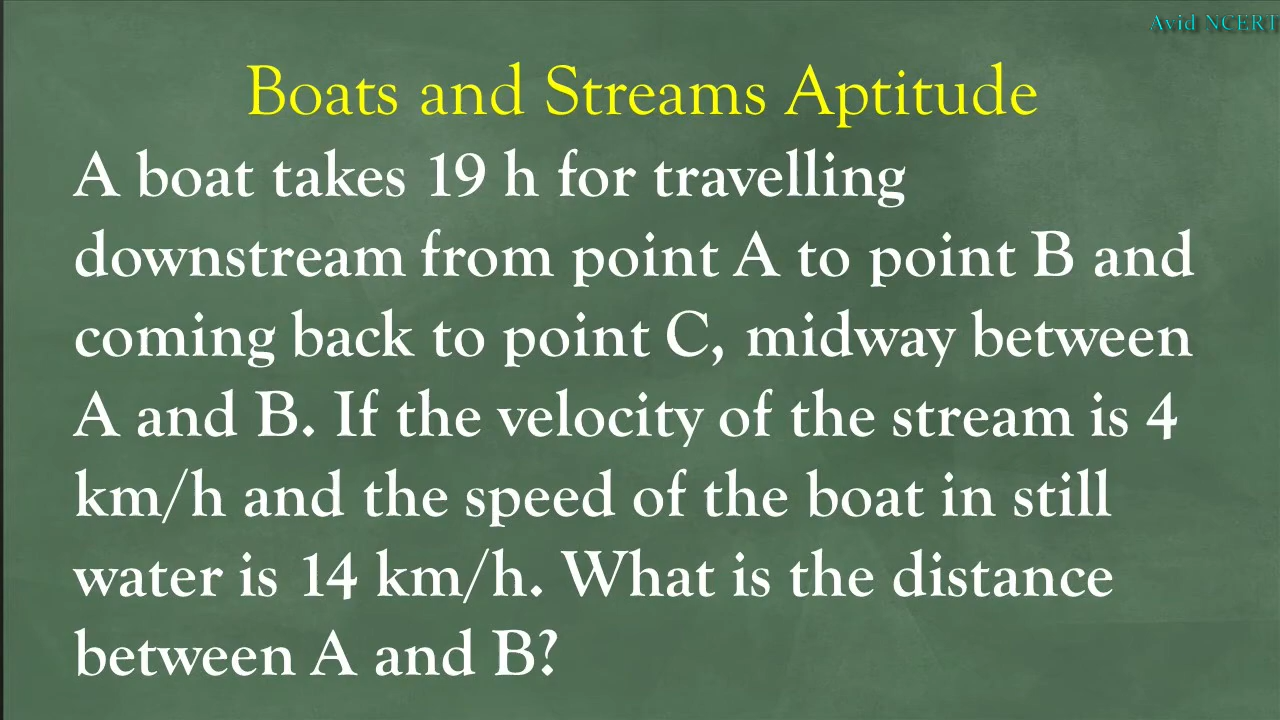 Avid NCERT
Boats and Streams Aptitude
A boat takes 19 h for travelling
downstream from point A to point B and
coming back to point C, midway between
A and B. If the velocity of the stream is 4
km/h and the speed of the boat in still
water is 14 km/h. What is the distance
between A and B?